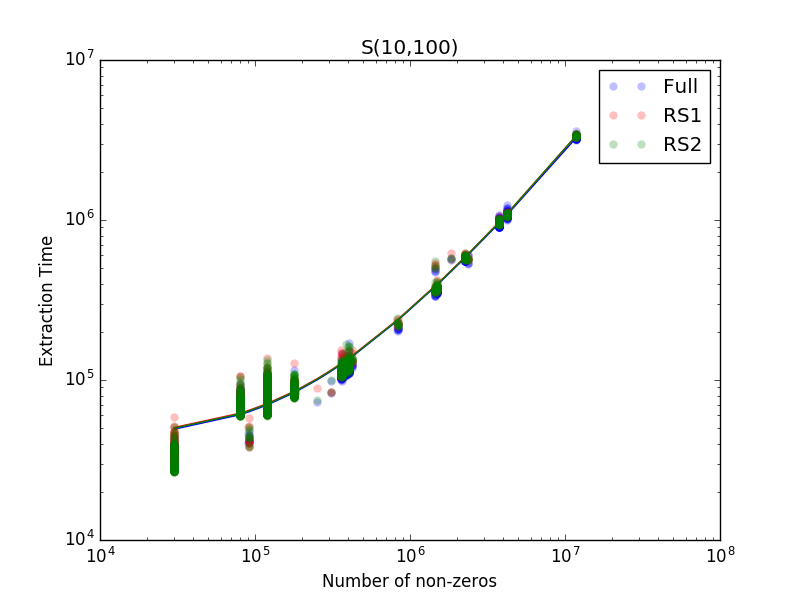 S(10,100)
10^7
10^6
10^5
10^4
Extraction Time
Full
RS1
RS2
10^4
10^5
10^6
10^7
10^8
Number of non-zeros